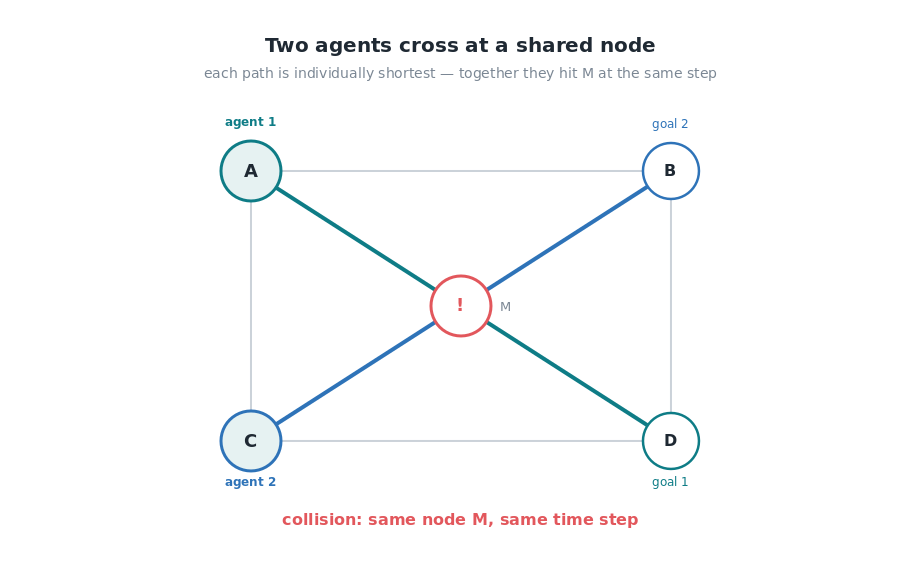 Two agents cross at a shared node
each path is individually shortest — together they hit M at the same step
agent 1
goal 2
A
B
!
M
C
D
agent 2
goal 1
collision: same node M, same time step